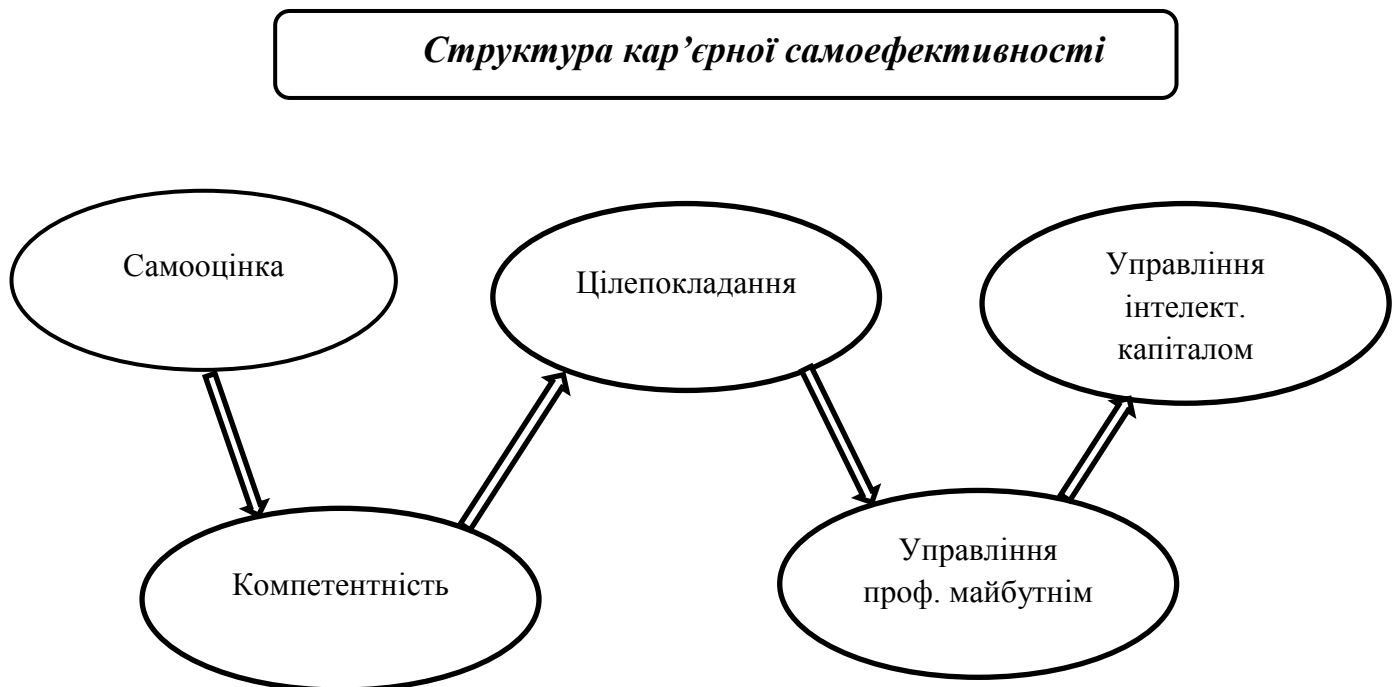 Структура кар’єрної самоефективності
Самооцінка
Компетентність
Цілепокладання
Управління
проф. майбутнім
Управління
інтелект.
капіталом